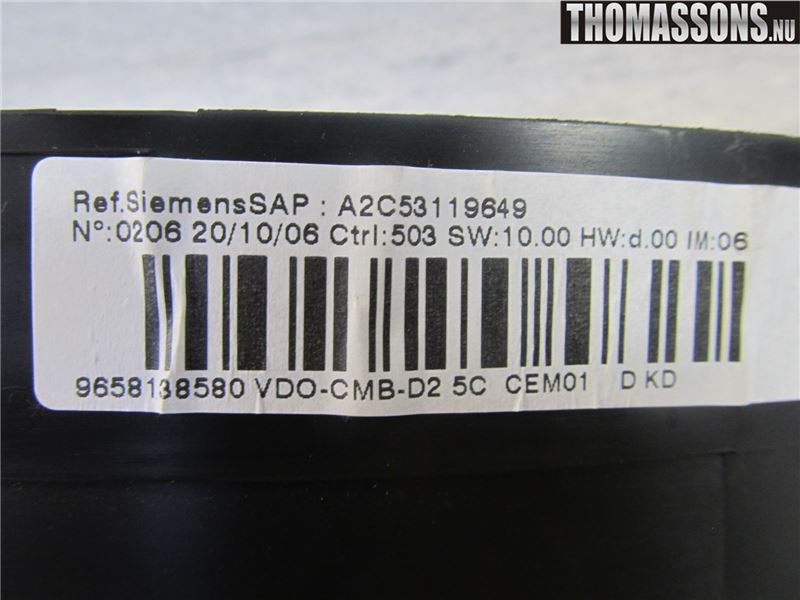 THOMASSONS.NU
Ref.SiemensSAP : A2C53119649
N°:0206 20/10/06 Ctrl:503 SW:10.00 HW:d.00 IM:06
9658138580 VDO-CMB-D2 5C CEM01 D KD